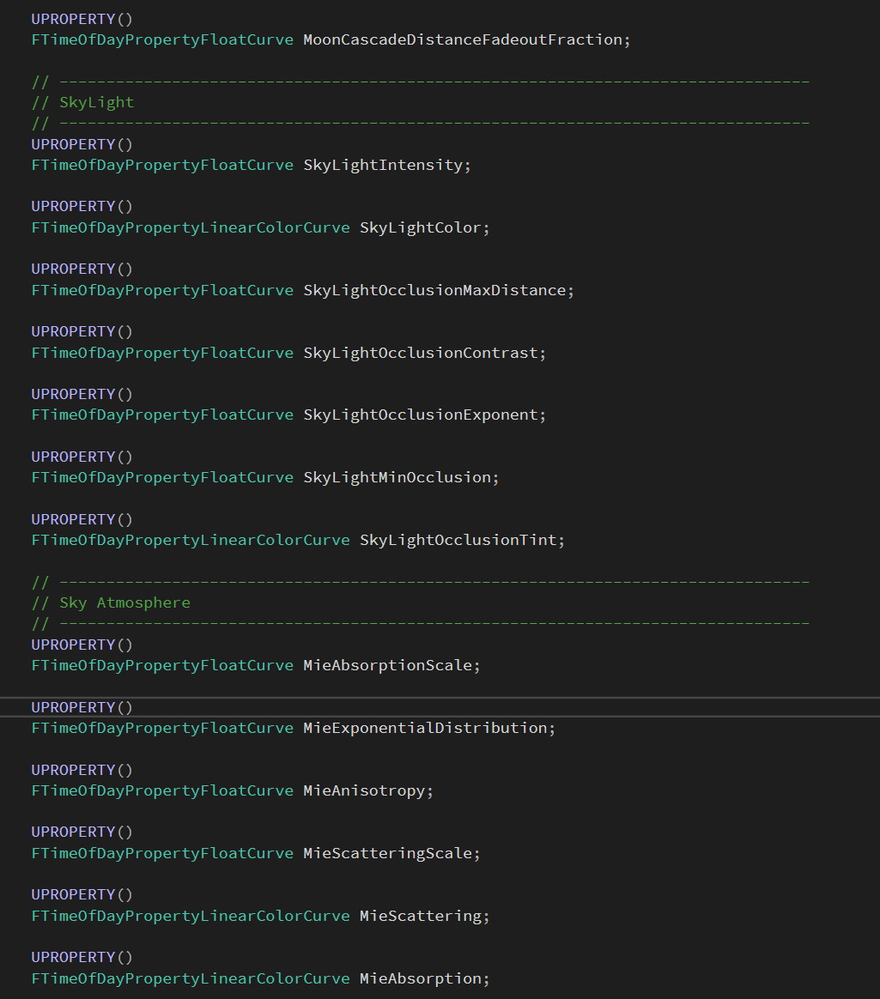 UPROPERTY()
FTimeOfDayPropertyFloatCurve MoonCascadeDistanceFadeoutFraction;
// --------------------------------------------------------------------------------
// SkyLight
// --------------------------------------------------------------------------------
UPROPERTY()
FTimeOfDayPropertyFloatCurve SkyLightIntensity;
UPROPERTY()
FTimeOfDayPropertyLinearColorCurve SkyLightColor;
UPROPERTY()
FTimeOfDayPropertyFloatCurve SkyLightOcclusionMaxDistance;
UPROPERTY()
FTimeOfDayPropertyFloatCurve SkyLightOcclusionContrast;
UPROPERTY()
FTimeOfDayPropertyFloatCurve SkyLightOcclusionExponent;
UPROPERTY()
FTimeOfDayPropertyFloatCurve SkyLightMinOcclusion;
UPROPERTY()
FTimeOfDayPropertyLinearColorCurve SkyLightOcclusionTint;
// --------------------------------------------------------------------------------
// Sky Atmosphere
// --------------------------------------------------------------------------------
UPROPERTY()
FTimeOfDayPropertyFloatCurve MieAbsorptionScale;
UPROPERTY()
FTimeOfDayPropertyFloatCurve MieExponentialDistribution;
UPROPERTY()
FTimeOfDayPropertyFloatCurve MieAnisotropy;
UPROPERTY()
FTimeOfDayPropertyFloatCurve MieScatteringScale;
UPROPERTY()
FTimeOfDayPropertyLinearColorCurve MieScattering;
UPROPERTY()
FTimeOfDayPropertyLinearColorCurve MieAbsorption;